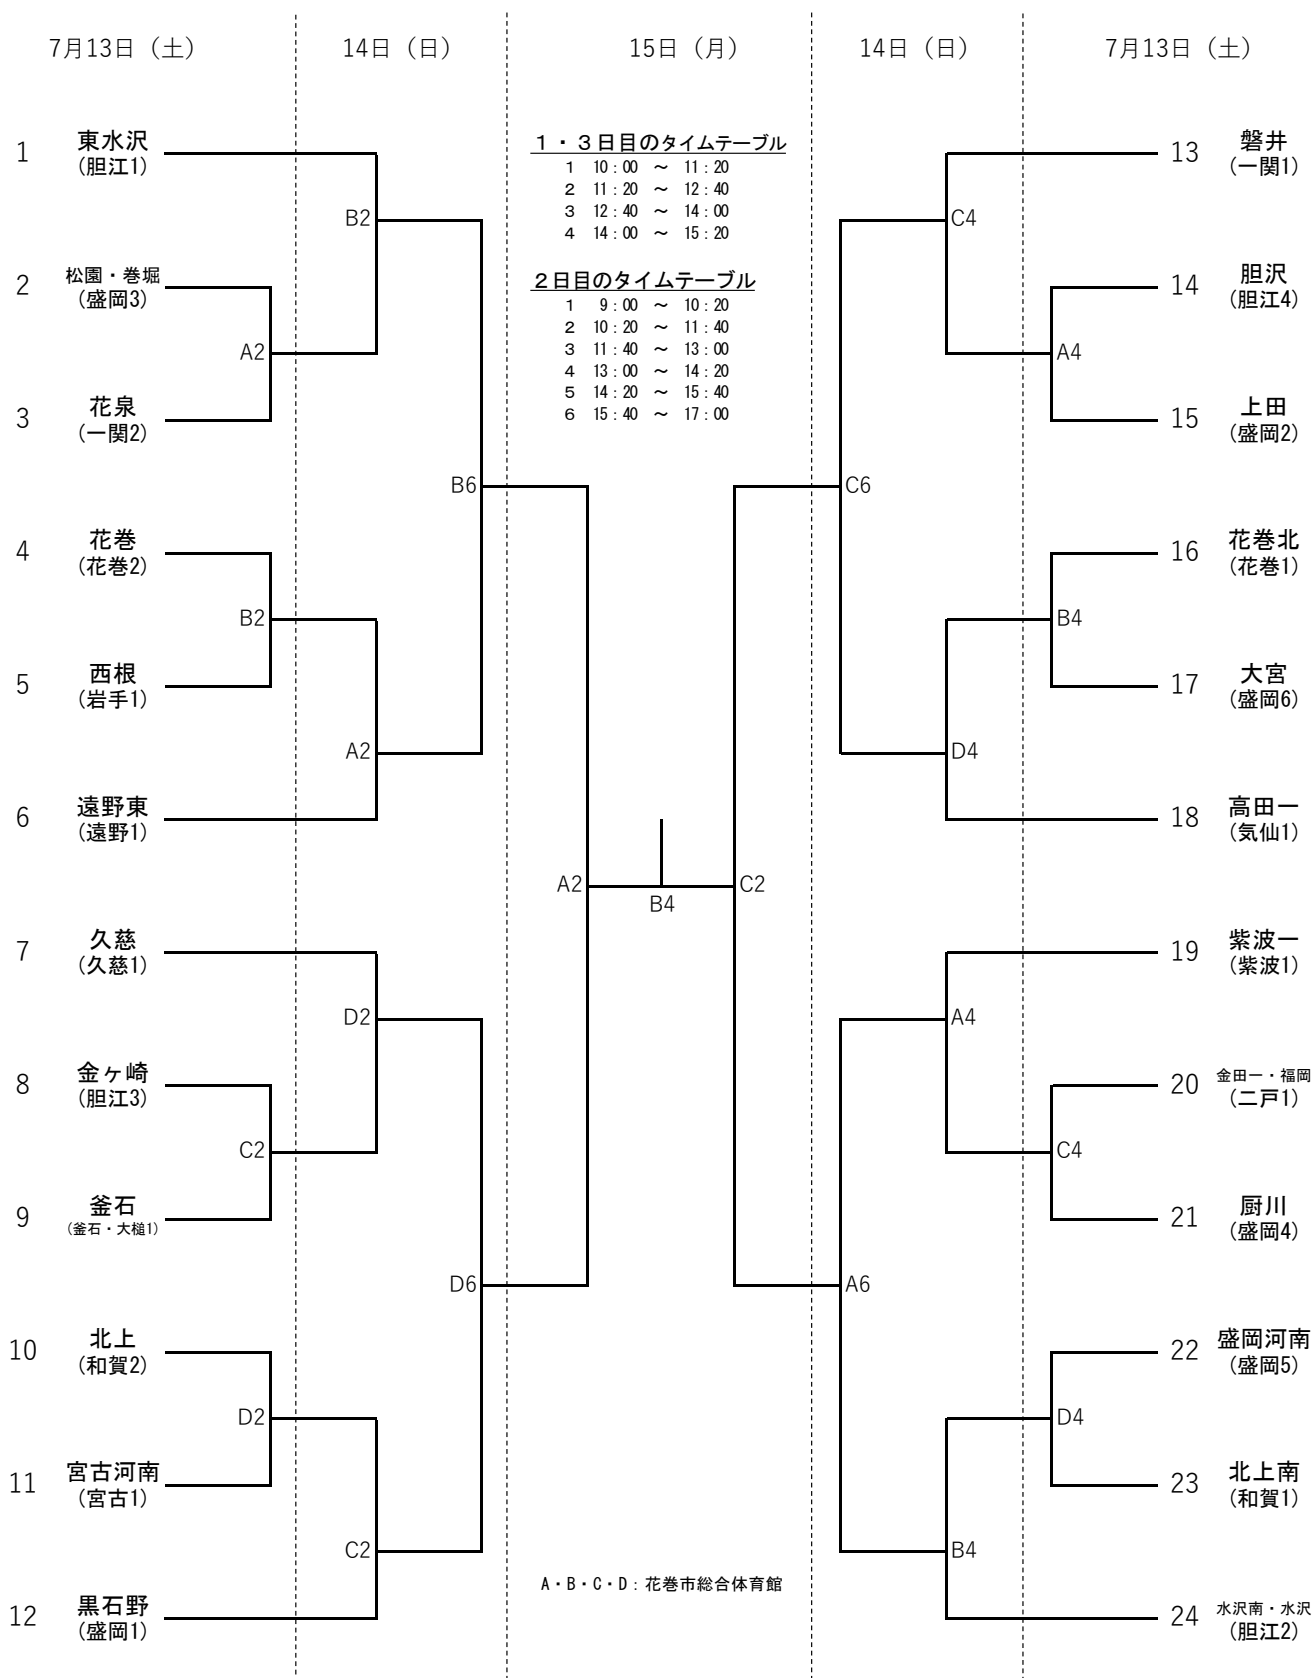 7月13日（土）
14日（日）
15日（月）
14日（日）
7月13日（土）
1・3日目のタイムテーブル
1 10：00 ～ 11：20
2 11：20 ～ 12：40
3 12：40 ～ 14：00
4 14：00 ～ 15：20
2日目のタイムテーブル
1 9：00 ～ 10：20
2 10：20 ～ 11：40
3 11：40 ～ 13：00
4 13：00 ～ 14：20
5 14：20 ～ 15：40
6 15：40 ～ 17：00
1 東水沢
(胆江1)
B2
2 松園・巻堀
(盛岡3)
A2
3 花泉
(一関2)
B6
4 花巻
(花巻2)
B2
5 西根
(岩手1)
A2
6 遠野東
(遠野1)
A2
B4
C2
7 久慈
(久慈1)
D2
8 金ヶ崎
(胆江3)
C2
9 釜石
(釜石・大槌1)
D6
10 北上
(和賀2)
D2
11 宮古河南
(宮古1)
C2
12 黒石野
(盛岡1)
13 磐井
(一関1)
C4
14 胆沢
(胆江4)
A4
15 上田
(盛岡2)
C6
16 花巻北
(花巻1)
B4
17 大宮
(盛岡6)
D4
18 高田一
(気仙1)
19 紫波一
(紫波1)
A4
20 金田一・福岡
(二戸1)
C4
21 厨川
(盛岡4)
A6
22 盛岡河南
(盛岡5)
D4
23 北上南
(和賀1)
B4
24 水沢南・水沢
(胆江2)
A・B・C・D：花巻市総合体育館